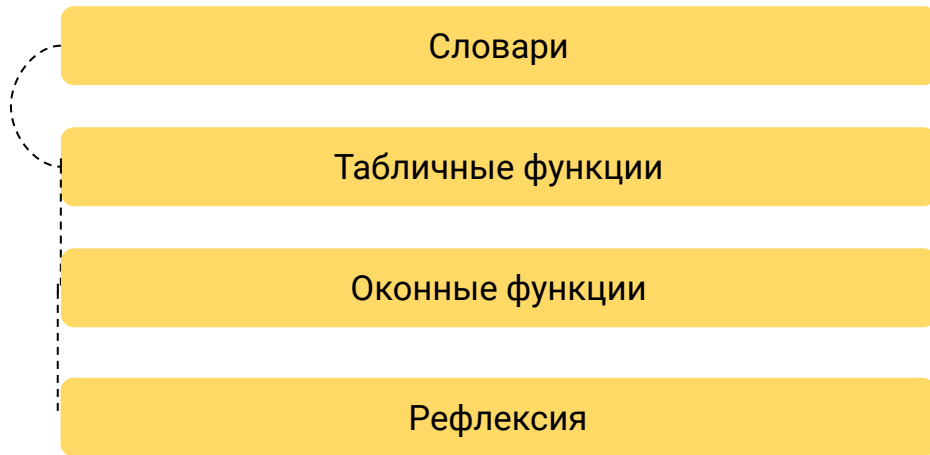 Словари
Табличные функции
Оконные функции
Рефлексия